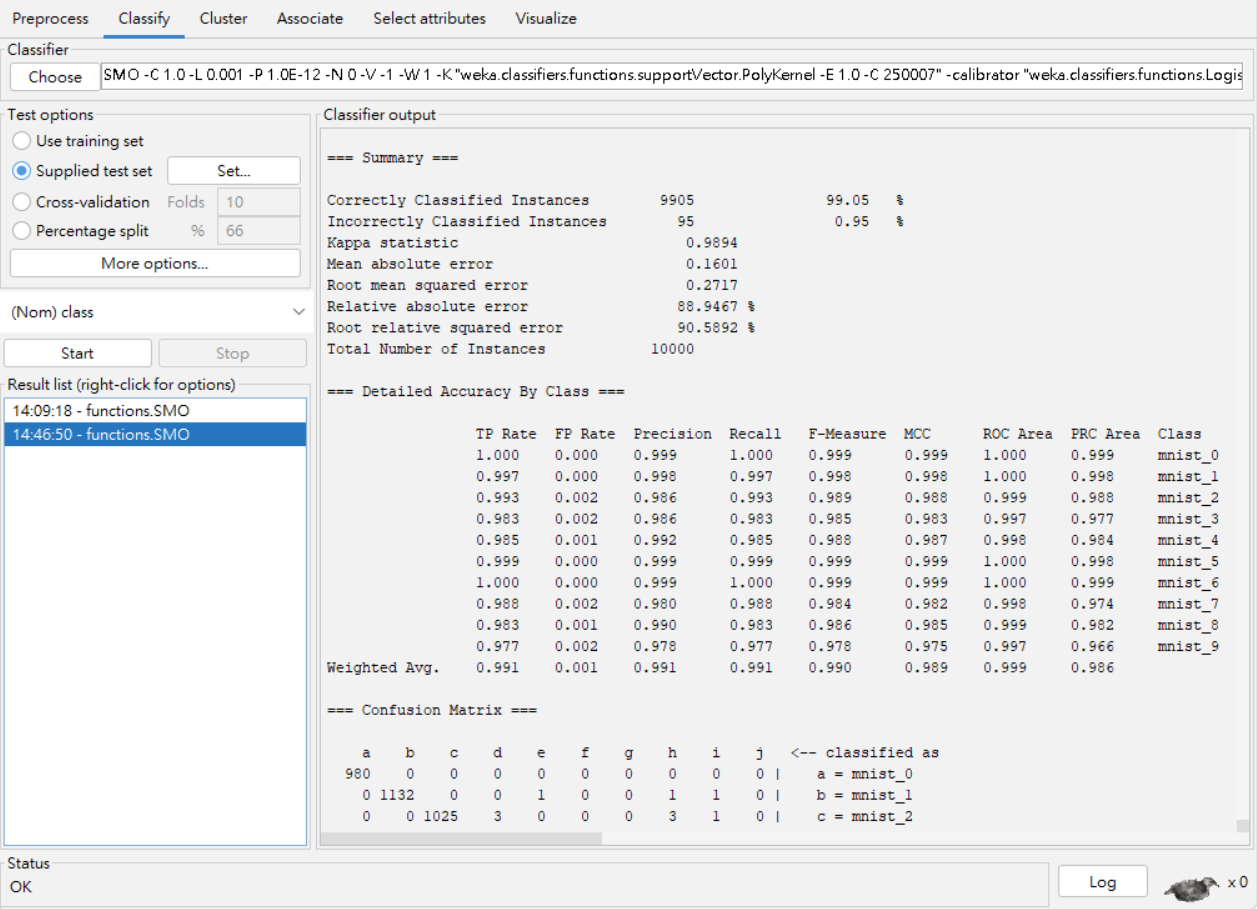 Preprocess Classify Cluster Associate Select attributes Visualize
Classifier
Choose SMO -C 1.0 -L 0.001 -P 1.0E-12 -N 0 -V -1 -W 1 -K "weka.classifiers.functions.supportVector.PolyKernel -E 1.0 -C 250007" -calibrator "weka.classifiers.functions.Logis
Test options
Use training set
Supplied test set Set...
Cross-validation Folds 10
Percentage split % 66
More options...
(Nom) class
Start Stop
Result list (right-click for options)
14:09:18 - functions.SMO
14:46:50 - functions.SMO
Classifier output
=== Summary ===
Correctly Classified Instances 9905 99.05 %
Incorrectly Classified Instances 95 0.95 %
Kappa statistic 0.9894
Mean absolute error 0.1601
Root mean squared error 0.2717
Relative absolute error 88.9467 %
Root relative squared error 90.5892 %
Total Number of Instances 10000
=== Detailed Accuracy By Class ===
TP Rate FP Rate Precision Recall F-Measure MCC ROC Area PRC Area Class
1.000 0.000 0.999 1.000 0.999 0.999 1.000 0.999 mnist_0
0.997 0.000 0.998 0.997 0.998 0.998 1.000 0.998 mnist_1
0.993 0.002 0.986 0.993 0.989 0.988 0.999 0.988 mnist_2
0.983 0.002 0.986 0.983 0.985 0.983 0.997 0.977 mnist_3
0.985 0.001 0.992 0.985 0.988 0.987 0.998 0.984 mnist_4
0.999 0.000 0.999 0.999 0.999 0.999 1.000 0.998 mnist_5
1.000 0.000 0.999 1.000 0.999 0.999 1.000 0.999 mnist_6
0.988 0.002 0.980 0.988 0.984 0.982 0.998 0.974 mnist_7
0.983 0.001 0.990 0.983 0.986 0.985 0.999 0.982 mnist_8
0.977 0.002 0.978 0.977 0.978 0.975 0.997 0.966 mnist_9
Weighted Avg. 0.991 0.001 0.991 0.991 0.990 0.989 0.999 0.986
=== Confusion Matrix ===
a b c d e f g h i j <-- classified as
980 0 0 0 0 0 0 0 0 0 | a = mnist_0
0 1132 0 0 1 0 0 1 1 0 | b = mnist_1
0 0 1025 3 0 0 0 3 1 0 | c = mnist_2
Status
OK
Log x 0